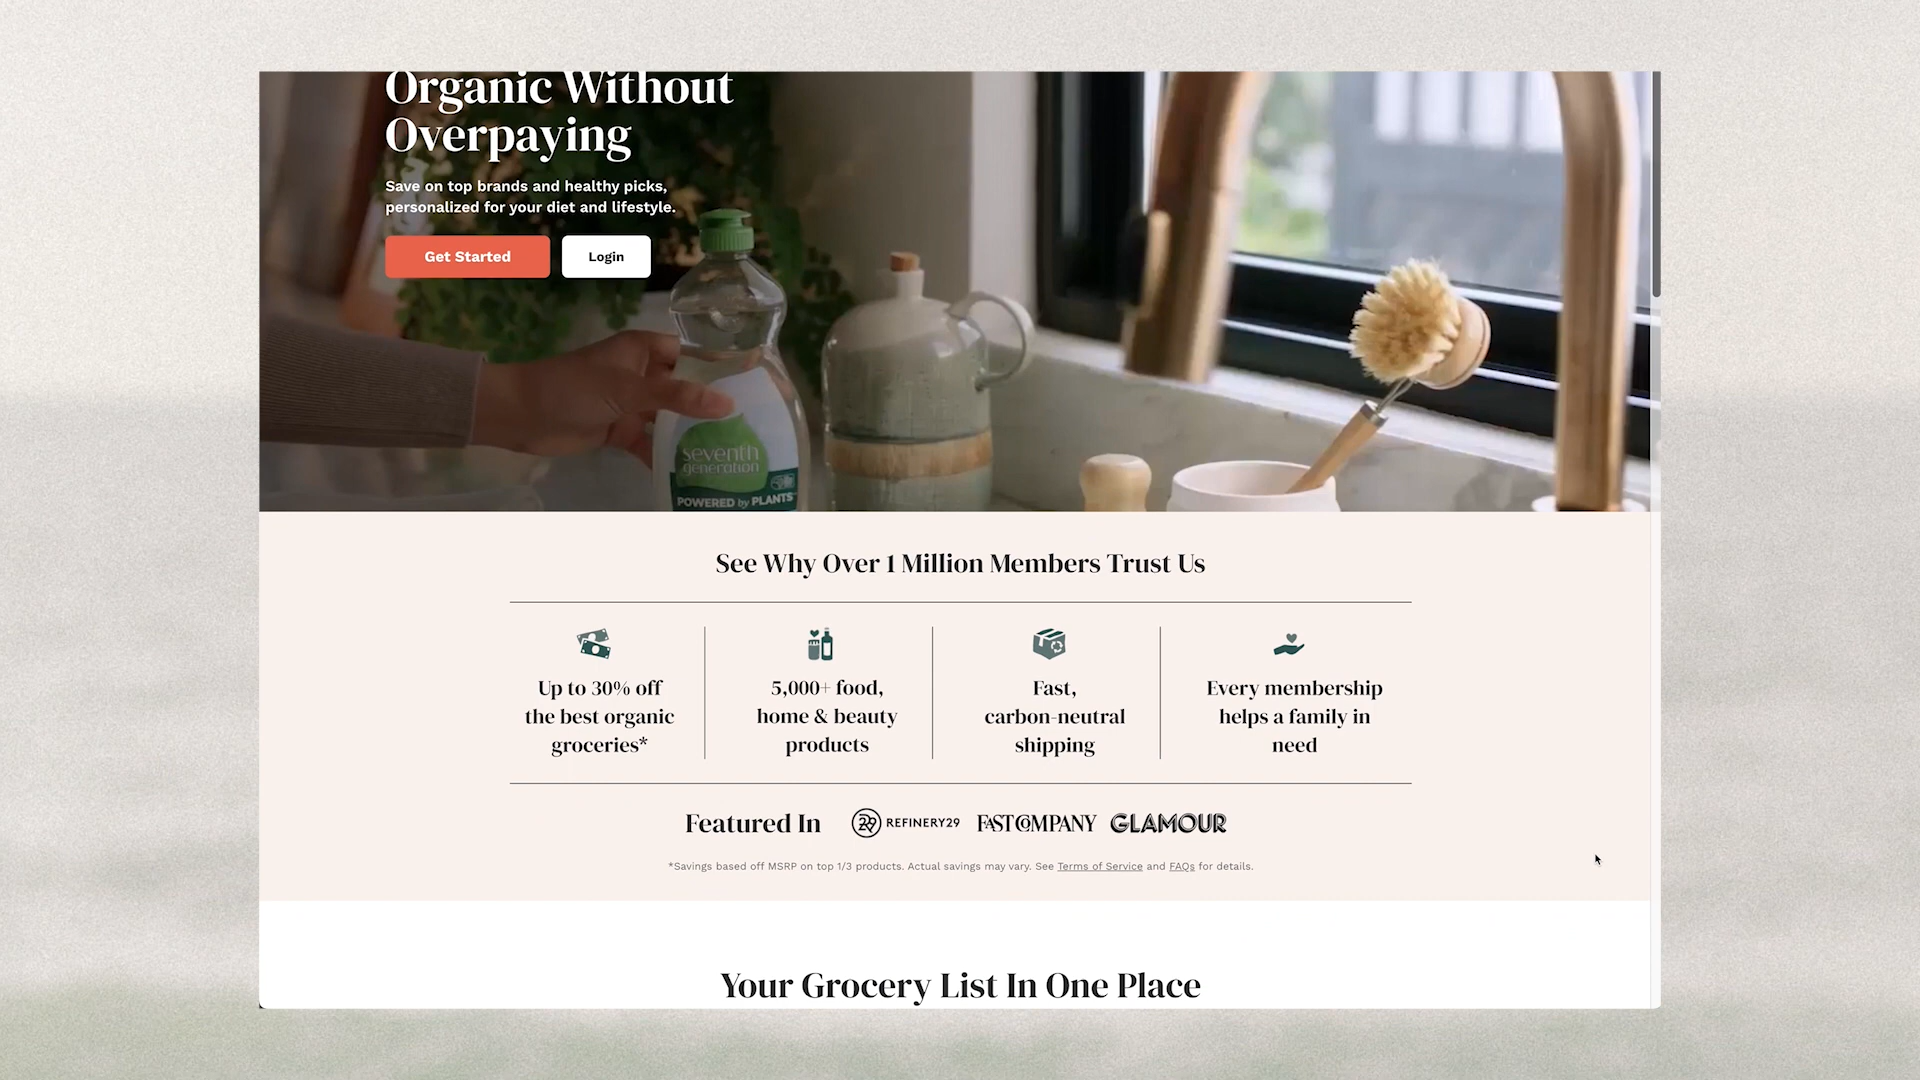 Organic Without
Overpaying
Save on top brands and healthy picks,
personalized for your diet and lifestyle.
Get Started
Login
seventh
generation
POWERED by PLANTS
See Why Over 1 Million Members Trust Us
Up to 30% off
the best organic
groceries*
5,000+ food,
home & beauty
products
Fast,
carbon-neutral
shipping
Every membership
helps a family in
need
Featured In
29 REFINERY29
FAST COMPANY
GLAMOUR
*Savings based off MSRP on top 1/3 products. Actual savings may vary. See Terms of Service and FAQs for details.
Your Grocery List In One Place